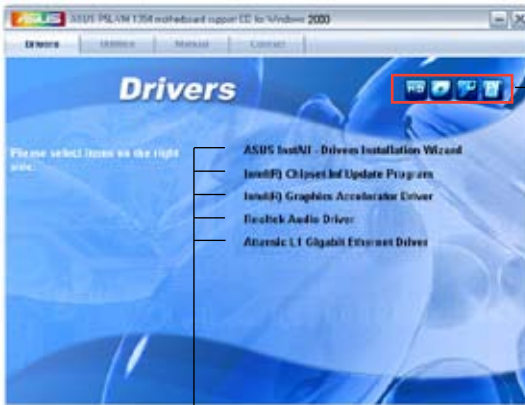 ASUS P5L-VM 1394 motherboard support CD for Windows 2000
Drivers Utilities Manual Contact
Drivers
Please select items on the right side.
ASUS InstAll - Drivers Installation Wizard
Intel(R) Chipset Inf Update Program
Intel(R) Graphics Accelerator Driver
Realtek Audio Driver
Attansic L1 Gigabit Ethernet Driver